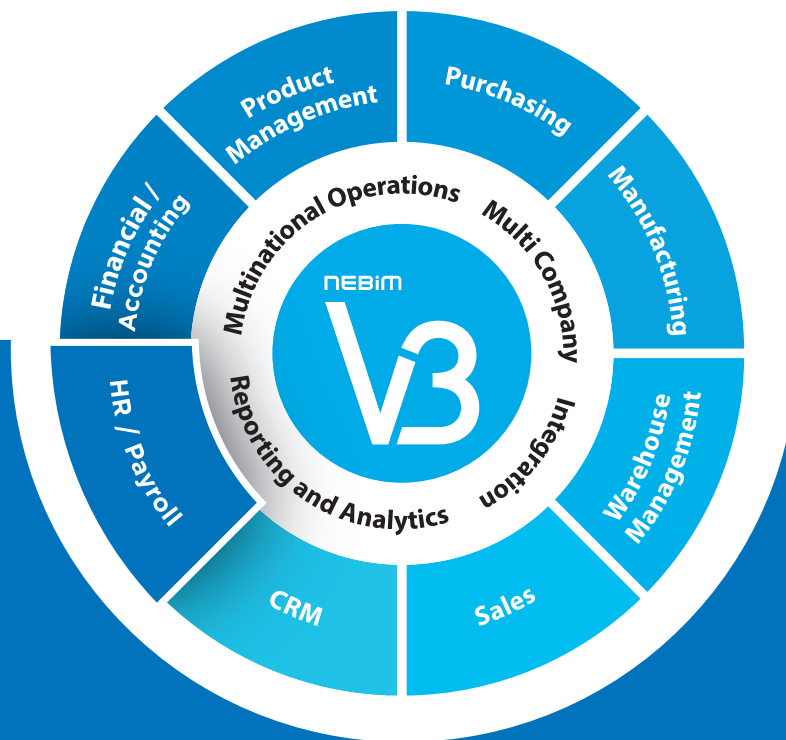 Product
Management
Purchasing
Manufacturing
Warehouse
Management
Sales
CRM
HR / Payroll
Financial /
Accounting
Multinational Operations
Multi Company
Integration
Reporting and Analytics
NEBiM
V3